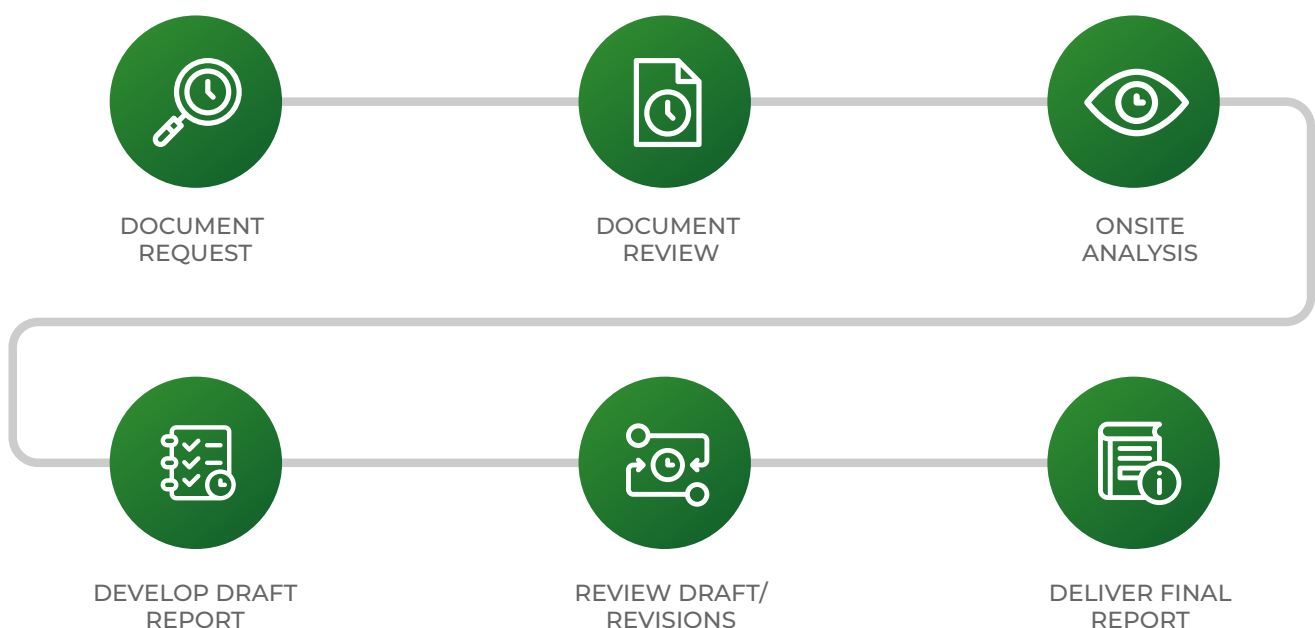 DOCUMENT
REQUEST
DOCUMENT
REVIEW
ONSITE
ANALYSIS
DEVELOP DRAFT
REPORT
REVIEW DRAFT/
REVISIONS
DELIVER FINAL
REPORT